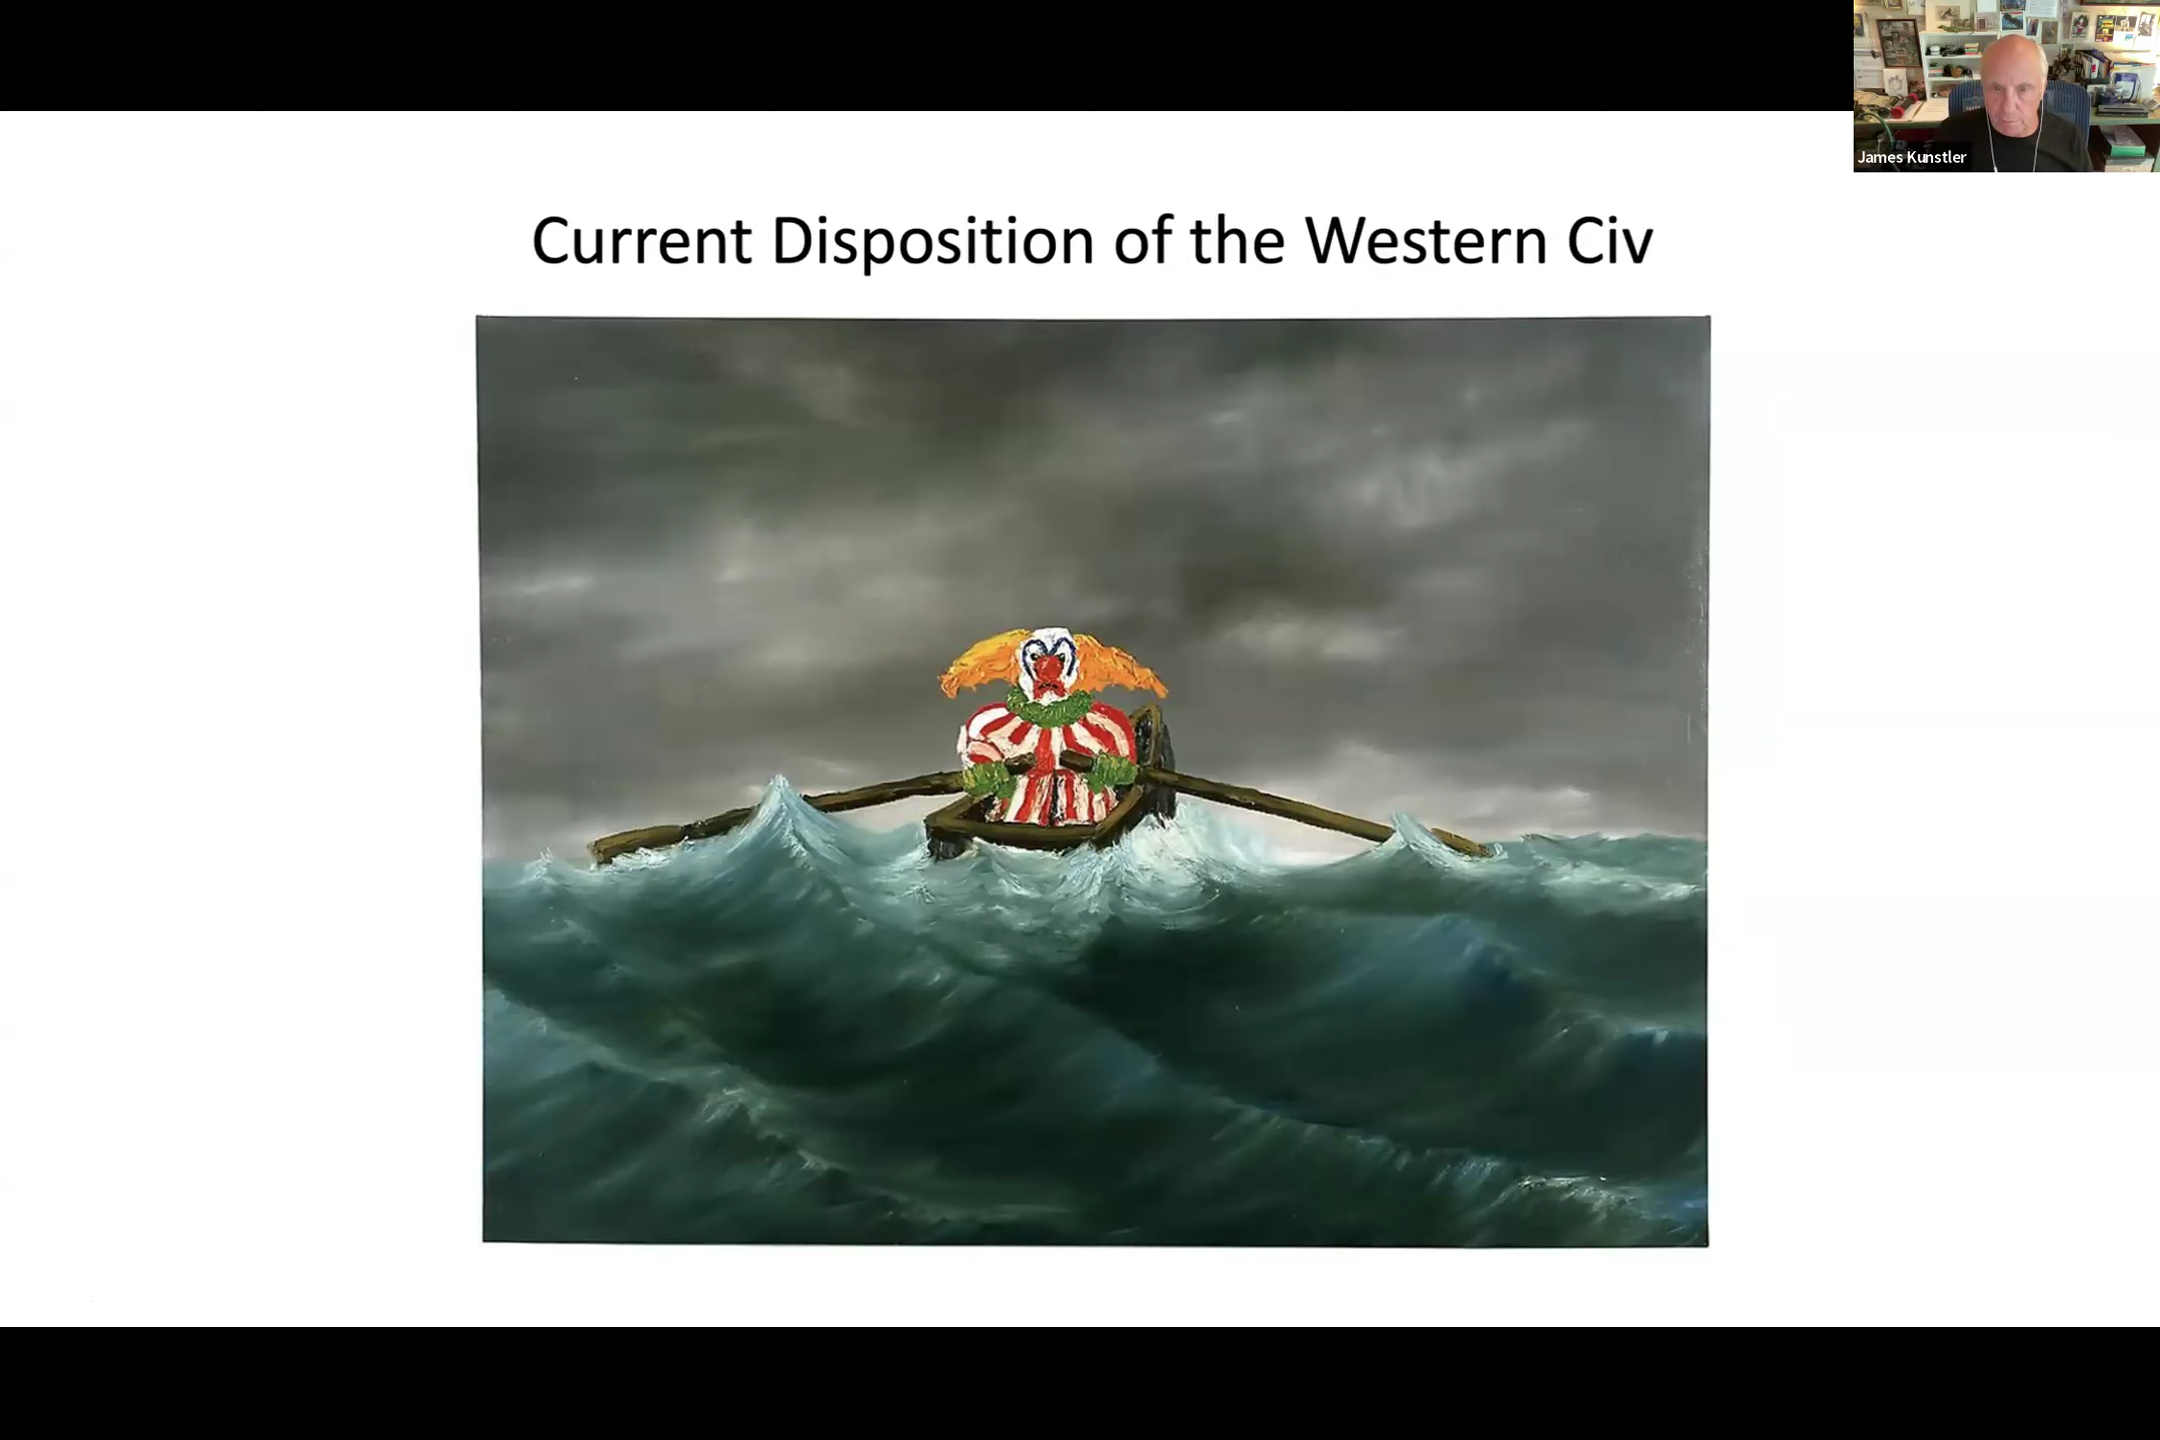 James Kunstler
Current Disposition of the Western Civ